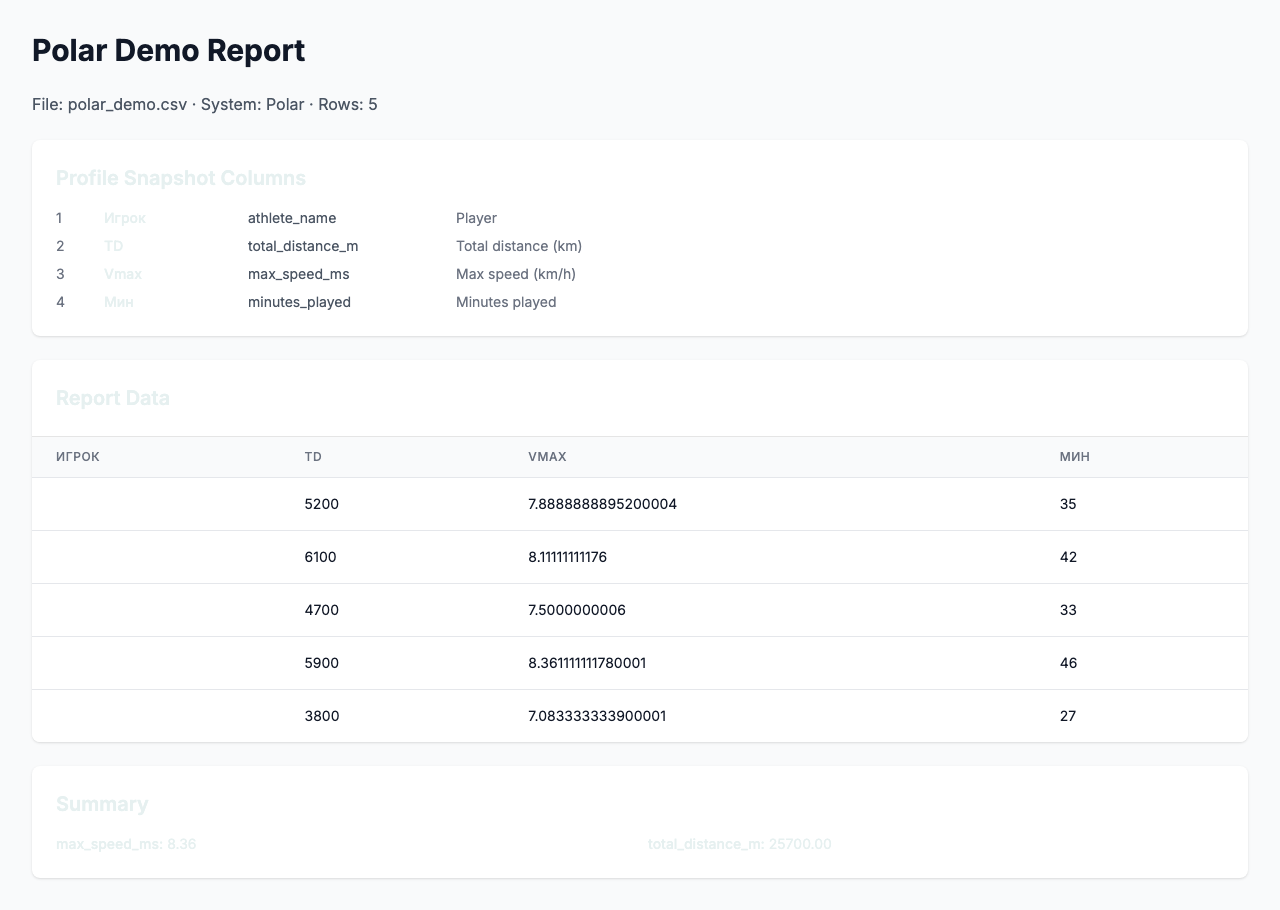 Polar Demo Report
File: polar_demo.csv · System: Polar · Rows: 5
Profile Snapshot Columns
1 Игрок athlete_name Player
2 TD total_distance_m Total distance (km)
3 Vmax max_speed_ms Max speed (km/h)
4 Мин minutes_played Minutes played
Report Data
ИГРОК TD VMAX МИН
5200 7.8888888895200004 35
6100 8.11111111176 42
4700 7.5000000006 33
5900 8.361111111780001 46
3800 7.083333333900001 27
Summary
max_speed_ms: 8.36 total_distance_m: 25700.00